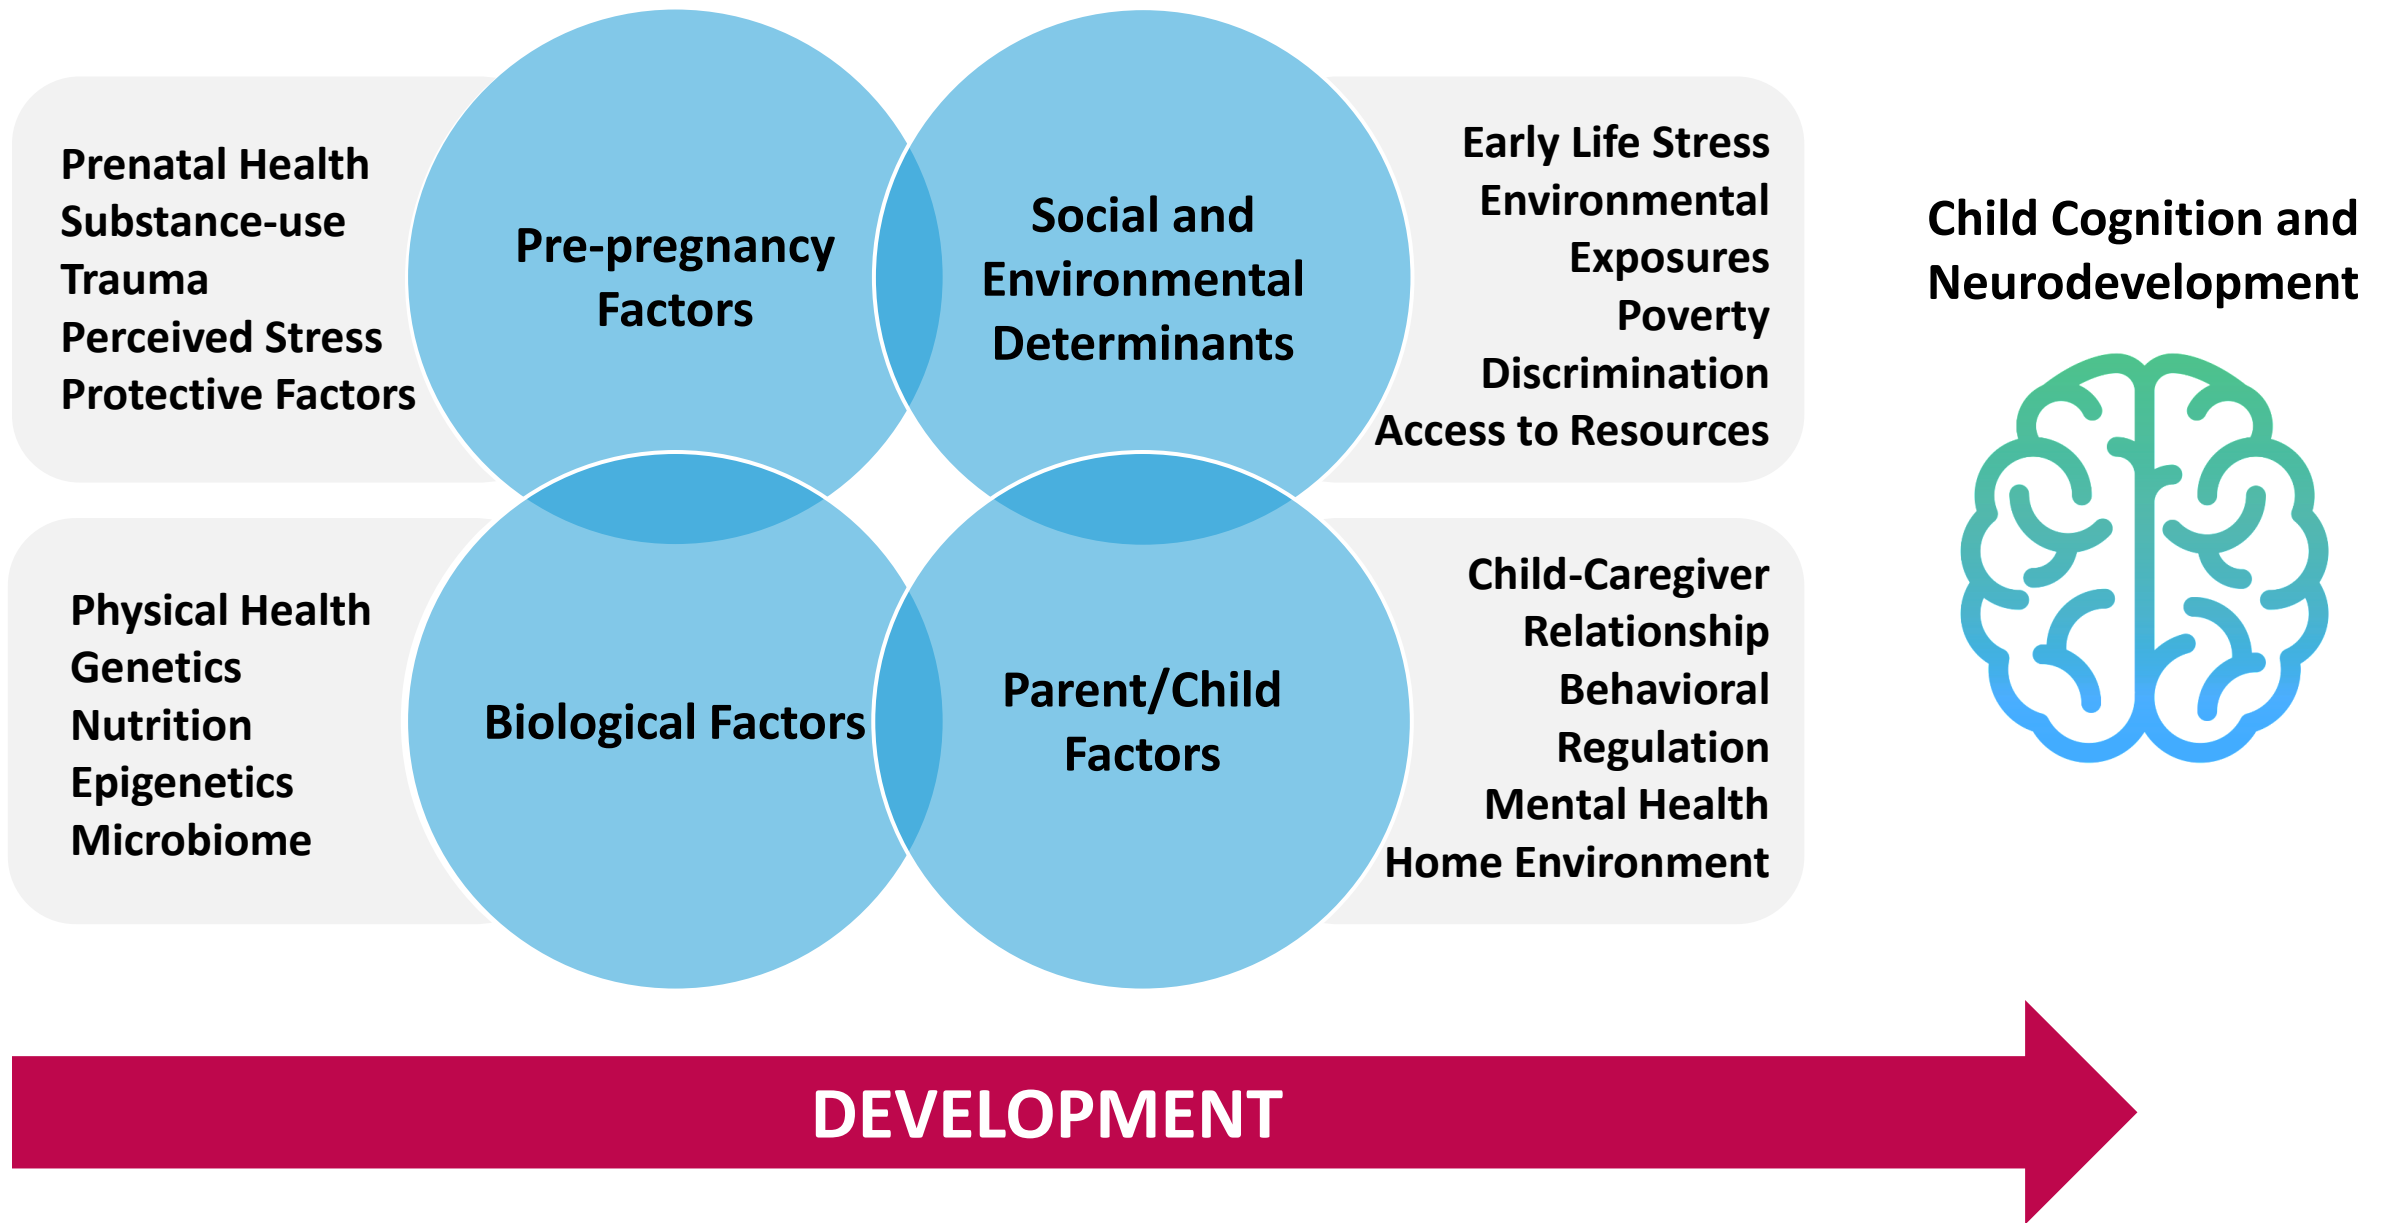 Prenatal Health
Substance-use
Trauma
Perceived Stress
Protective Factors
Pre-pregnancy
Factors
Social and
Environmental
Determinants
Early Life Stress
Environmental
Exposures
Poverty
Discrimination
Access to Resources
Child Cognition and
Neurodevelopment
Physical Health
Genetics
Nutrition
Epigenetics
Microbiome
Biological Factors
Parent/Child
Factors
Child-Caregiver
Relationship
Behavioral
Regulation
Mental Health
Home Environment
DEVELOPMENT